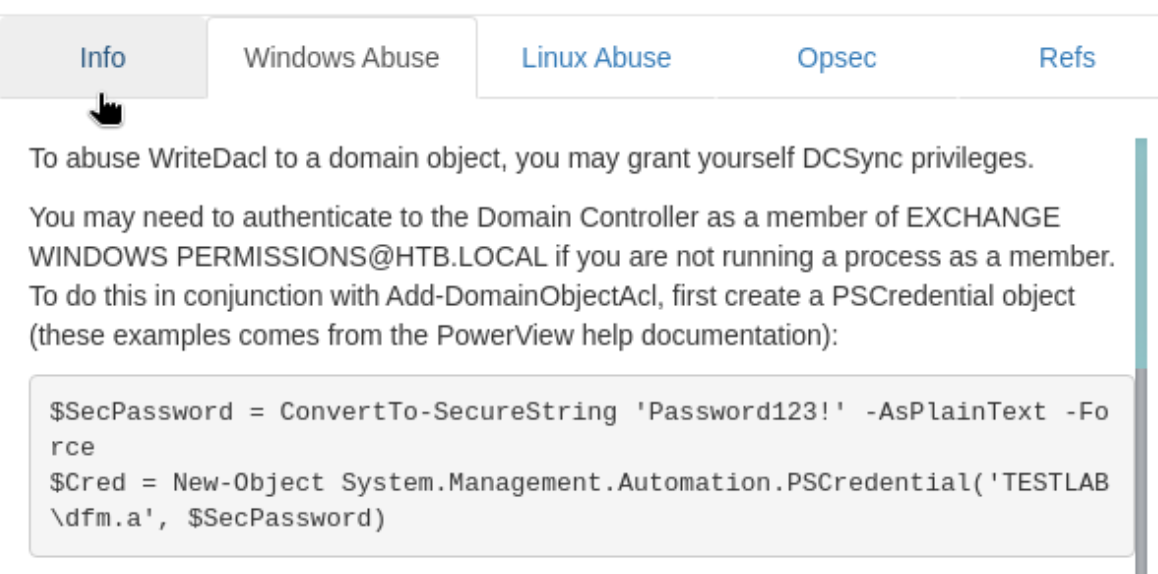 Info Windows Abuse Linux Abuse Opsec Refs
To abuse WriteDacl to a domain object, you may grant yourself DCSync privileges.
You may need to authenticate to the Domain Controller as a member of EXCHANGE
WINDOWS PERMISSIONS@HTB.LOCAL if you are not running a process as a member.
To do this in conjunction with Add-DomainObjectAcl, first create a PSCredential object
(these examples comes from the PowerView help documentation):
$SecPassword = ConvertTo-SecureString 'Password123!' -AsPlainText -Fo
rce
$Cred = New-Object System.Management.Automation.PSCredential('TESTLAB
\dfm.a', $SecPassword)